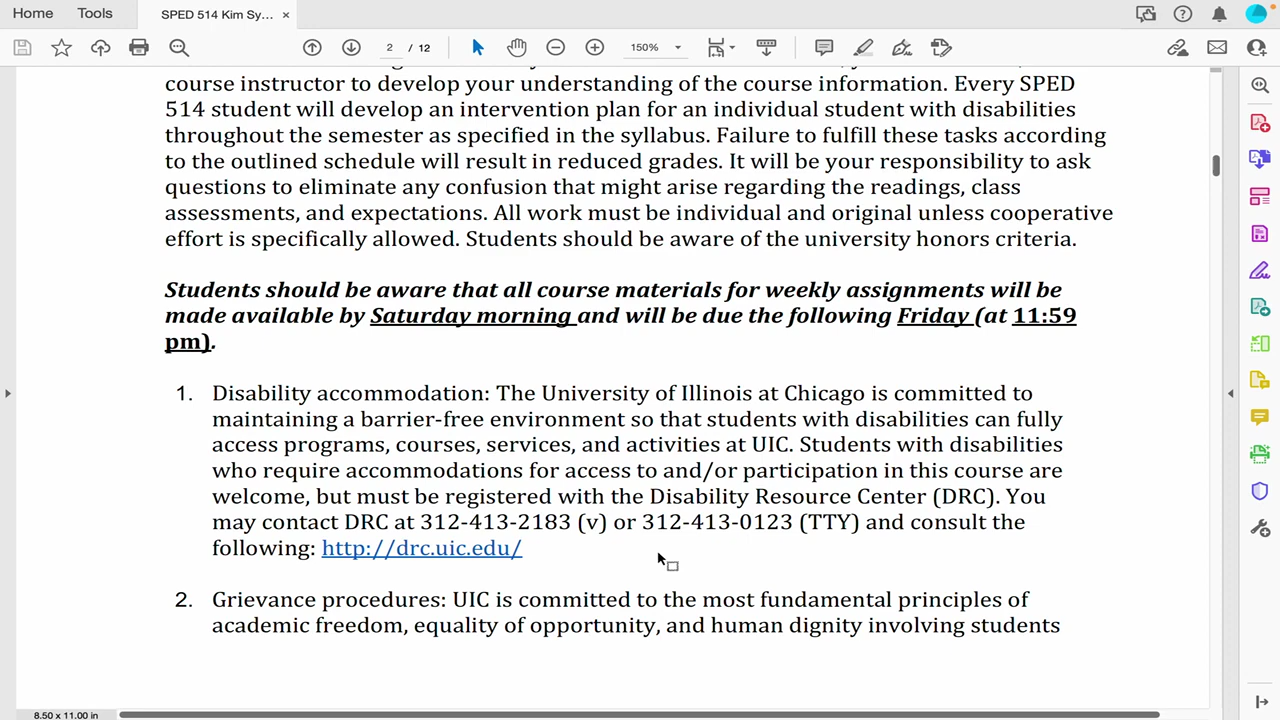 Home Tools SPED 514 Kim Sy... ×
2 / 12 150%
course instructor to develop your understanding of the course information. Every SPED
514 student will develop an intervention plan for an individual student with disabilities
throughout the semester as specified in the syllabus. Failure to fulfill these tasks according
to the outlined schedule will result in reduced grades. It will be your responsibility to ask
questions to eliminate any confusion that might arise regarding the readings, class
assessments, and expectations. All work must be individual and original unless cooperative
effort is specifically allowed. Students should be aware of the university honors criteria.
Students should be aware that all course materials for weekly assignments will be
made available by Saturday morning and will be due the following Friday (at 11:59
pm).
1. Disability accommodation: The University of Illinois at Chicago is committed to
maintaining a barrier-free environment so that students with disabilities can fully
access programs, courses, services, and activities at UIC. Students with disabilities
who require accommodations for access to and/or participation in this course are
welcome, but must be registered with the Disability Resource Center (DRC). You
may contact DRC at 312-413-2183 (v) or 312-413-0123 (TTY) and consult the
following: http://drc.uic.edu/
2. Grievance procedures: UIC is committed to the most fundamental principles of
academic freedom, equality of opportunity, and human dignity involving students
8.50 x 11.00 in